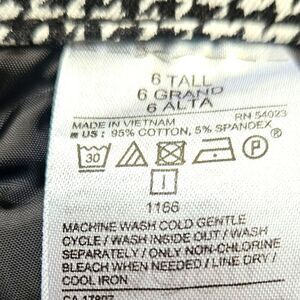 6 TALL
6 GRAND
6 ALTA
MADE IN VIETNAM RN 54023
US: 95% COTTON, 5% SPANDEX
30
P
I
1166
MACHINE WASH COLD GENTLE
CYCLE / WASH INSIDE OUT / WASH
SEPARATELY / ONLY NON-CHLORINE
BLEACH WHEN NEEDED / LINE DRY /
COOL IRON